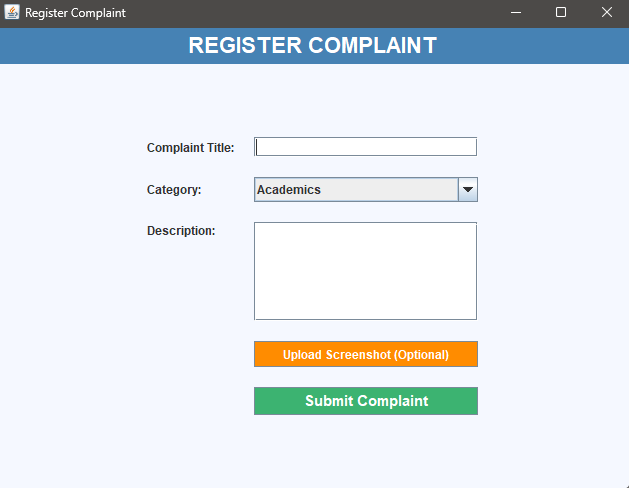 Register Complaint
REGISTER COMPLAINT
Complaint Title:
Category:
Academics
Description:
Upload Screenshot (Optional)
Submit Complaint